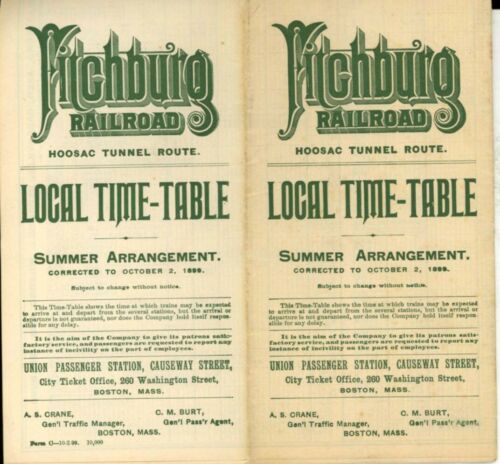 Fitchburg
RAILROAD
HOOSAC TUNNEL ROUTE.
LOCAL TIME-TABLE
SUMMER ARRANGEMENT.
CORRECTED TO OCTOBER 2, 1899.
Subject to change without notice.
This Time-Table shows the time at which trains may be expected
to arrive at and depart from the several stations, but the arrival or
departure is not guaranteed, nor does the Company hold itself respon-
sible for any delay.
It is the aim of the Company to give its patrons satis-
factory service, and passengers are requested to report any
instance of incivility on the part of employees.
UNION PASSENGER STATION, CAUSEWAY STREET,
City Ticket Office, 260 Washington Street,
BOSTON, MASS.
A. S. CRANE,
Gen'l Traffic Manager,
C. M. BURT,
Gen'l Pass'r Agent,
BOSTON, MASS.
Form C—10-2-99. 10,000
Fitchburg
RAILROAD
HOOSAC TUNNEL ROUTE.
LOCAL TIME-TABLE
SUMMER ARRANGEMENT.
CORRECTED TO OCTOBER 2, 1899.
Subject to change without notice.
This Time-Table shows the time at which trains may be expected
to arrive at and depart from the several stations, but the arrival or
departure is not guaranteed, nor does the Company hold itself respon-
sible for any delay.
It is the aim of the Company to give its patrons satis-
factory service, and passengers are requested to report any
instance of incivility on the part of employees.
UNION PASSENGER STATION, CAUSEWAY STREET,
City Ticket Office, 260 Washington Street,
BOSTON, MASS.
A. S. CRANE,
Gen'l Traffic Manager,
C. M. BURT,
Gen'l Pass'r Agent,
BOSTON, MASS.